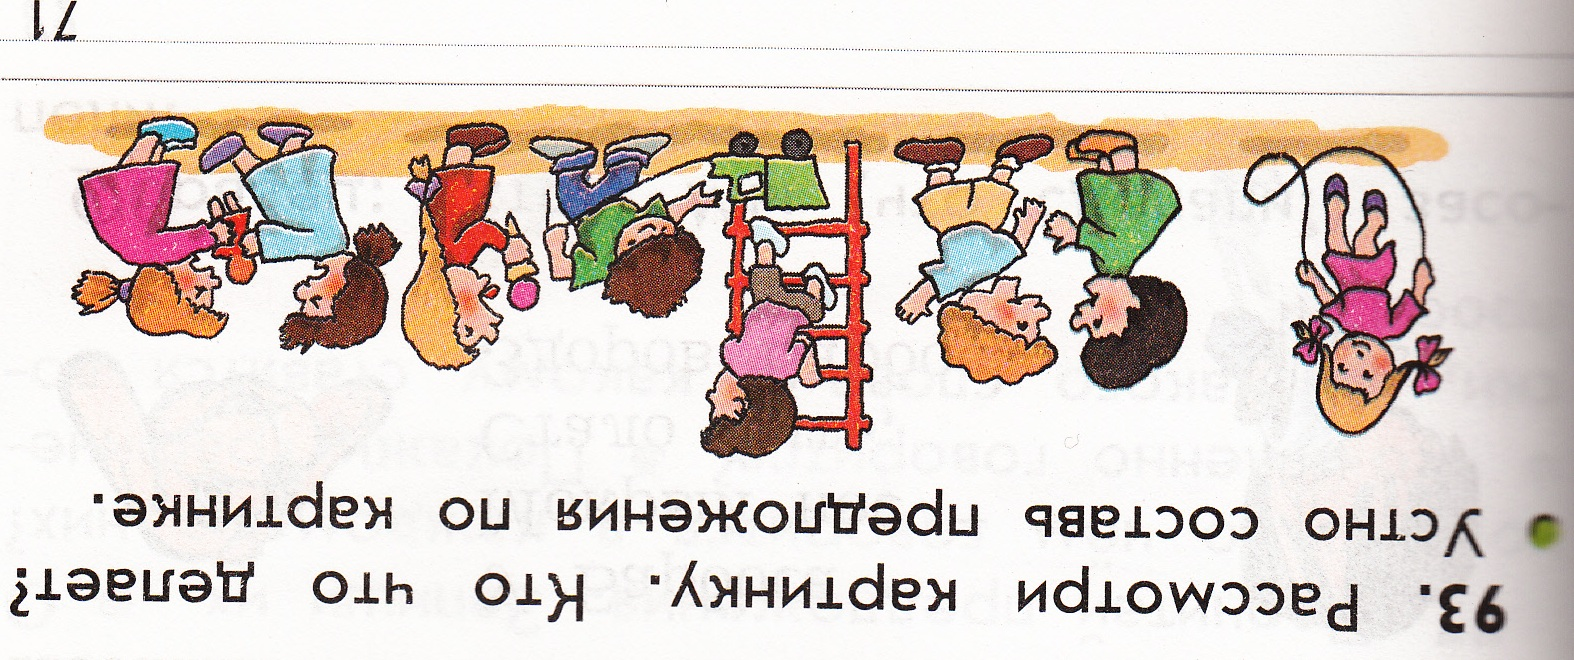 93. Рассмотри картинку. Кто что делает?
Устно составь предложения по картинке.
71